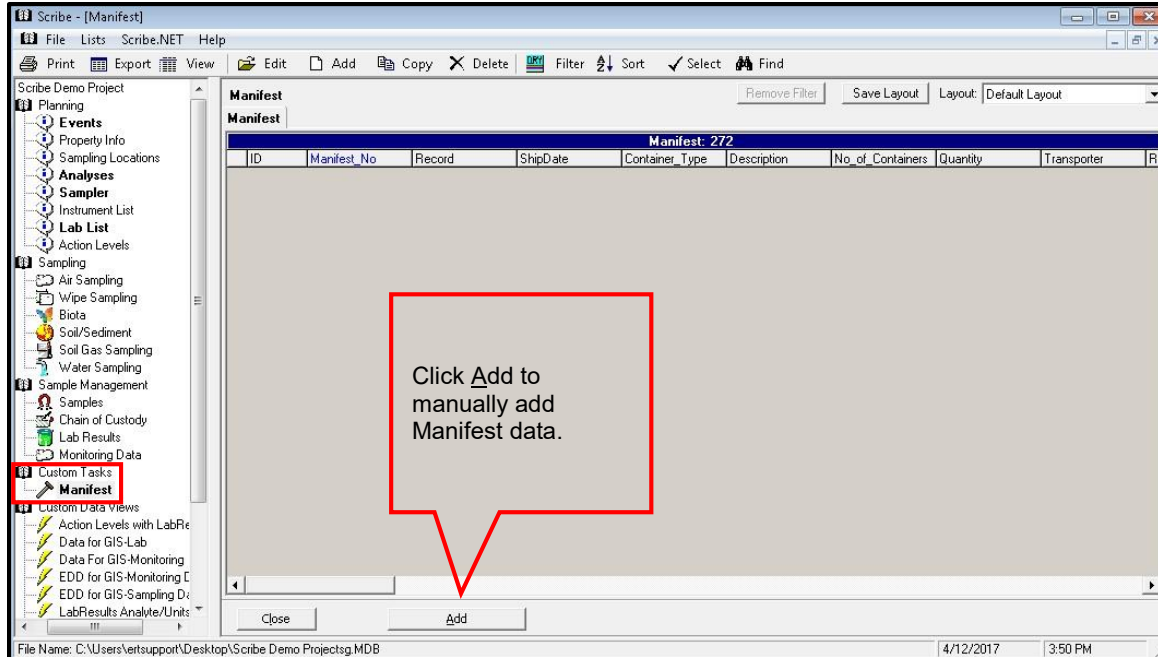 Scribe - [Manifest]
File Lists Scribe.NET Help
Print Export View Edit Add Copy Delete QRY Filter Sort Select Find
Scribe Demo Project
Planning
Events
Property Info
Sampling Locations
Analyses
Sampler
Instrument List
Lab List
Action Levels
Sampling
Air Sampling
Wipe Sampling
Biota
Soil/Sediment
Soil Gas Sampling
Water Sampling
Sample Management
Samples
Chain of Custody
Lab Results
Monitoring Data
Custom Tasks
Manifest
Custom Data Views
Action Levels with LabRe
Data for GIS-Lab
Data For GIS-Monitoring
EDD for GIS-Monitoring D
EDD for GIS-Sampling Da
LabResults Analyte/Units
Manifest
Remove Filter Save Layout Layout: Default Layout
Manifest
Manifest: 272
ID Manifest_No Record ShipDate Container_Type Description No_of_Containers Quantity Transporter R
Click Add to
manually add
Manifest data.
Close Add
File Name: C:\Users\ertsupport\Desktop\Scribe Demo Projectsg.MDB 4/12/2017 3:50 PM